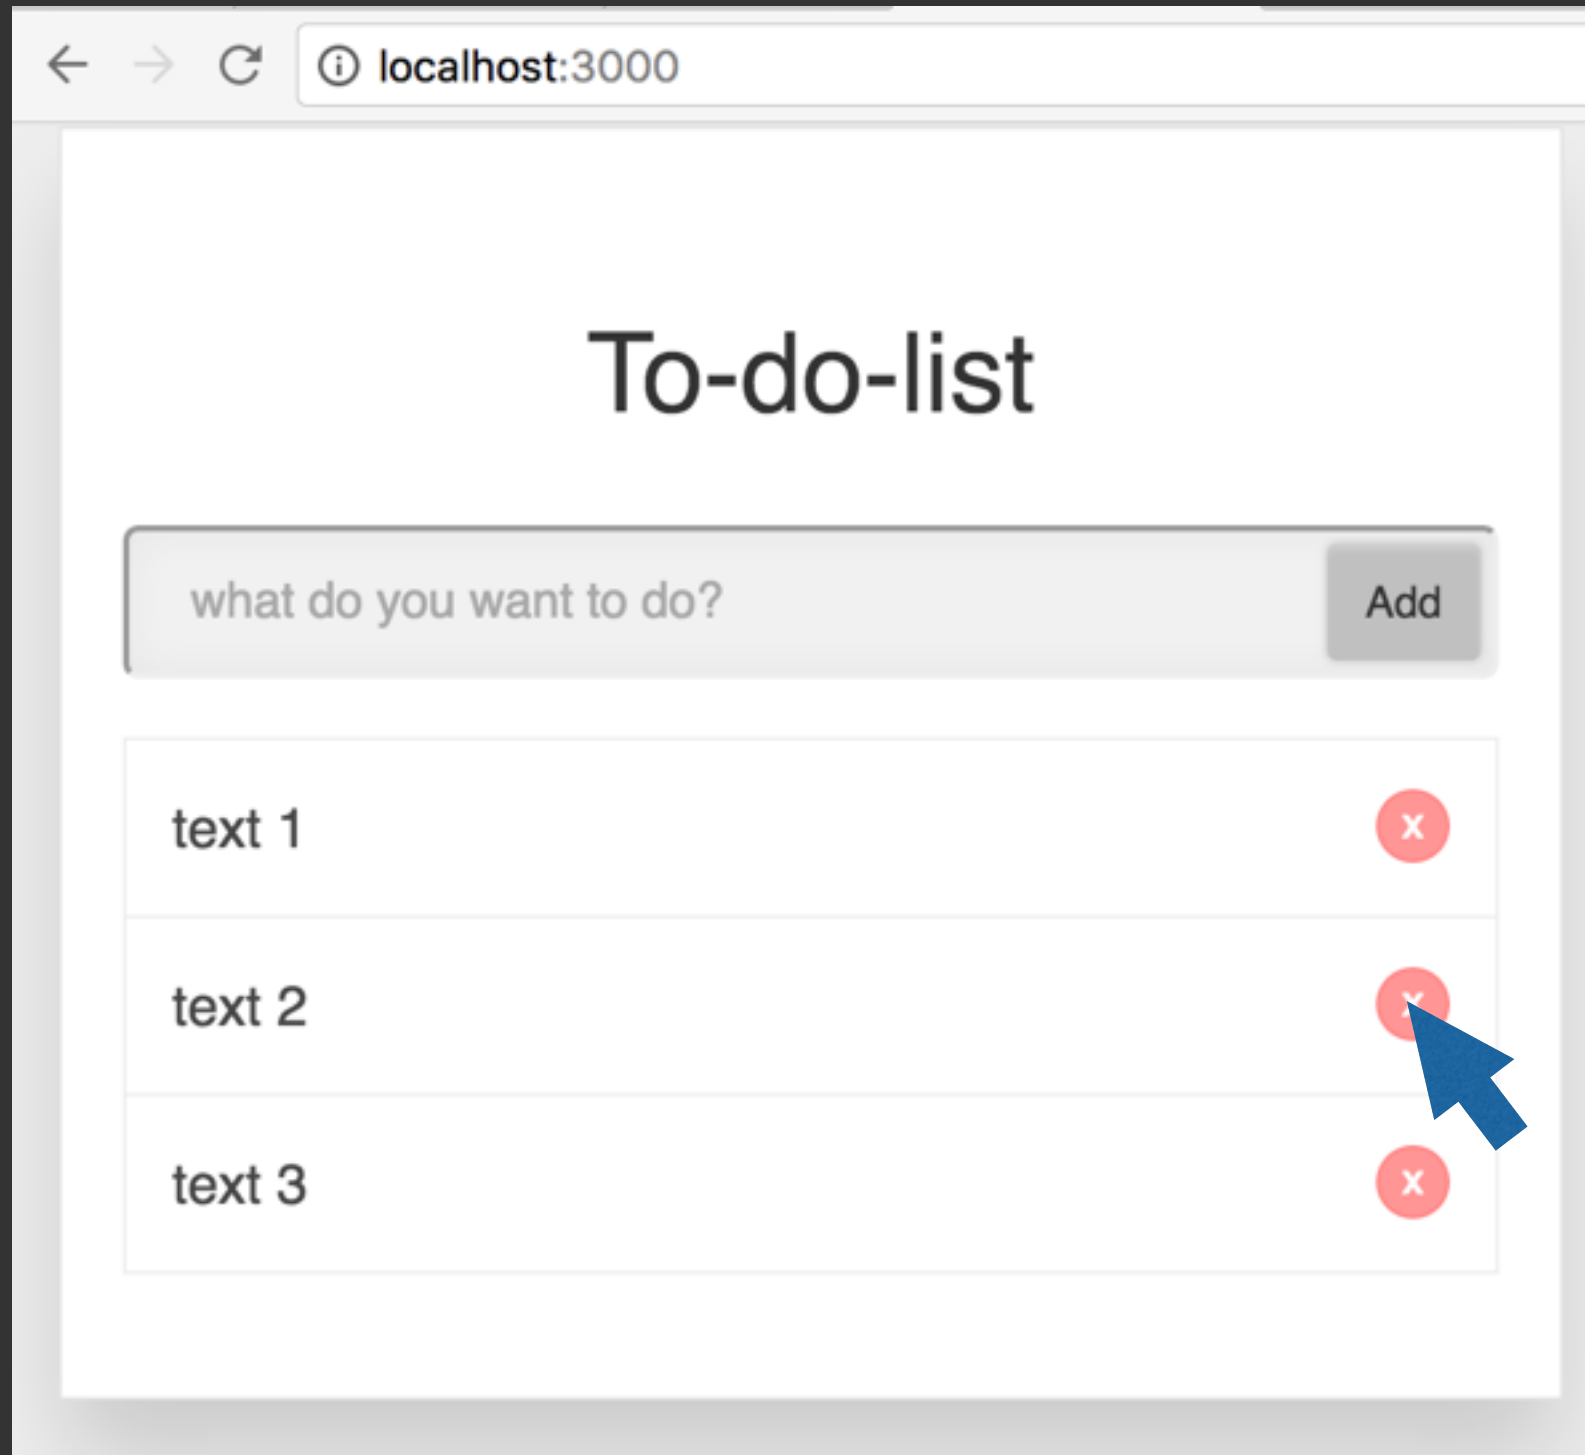 localhost:3000
To-do-list
what do you want to do? Add
text 1 x
text 2 x
text 3 x